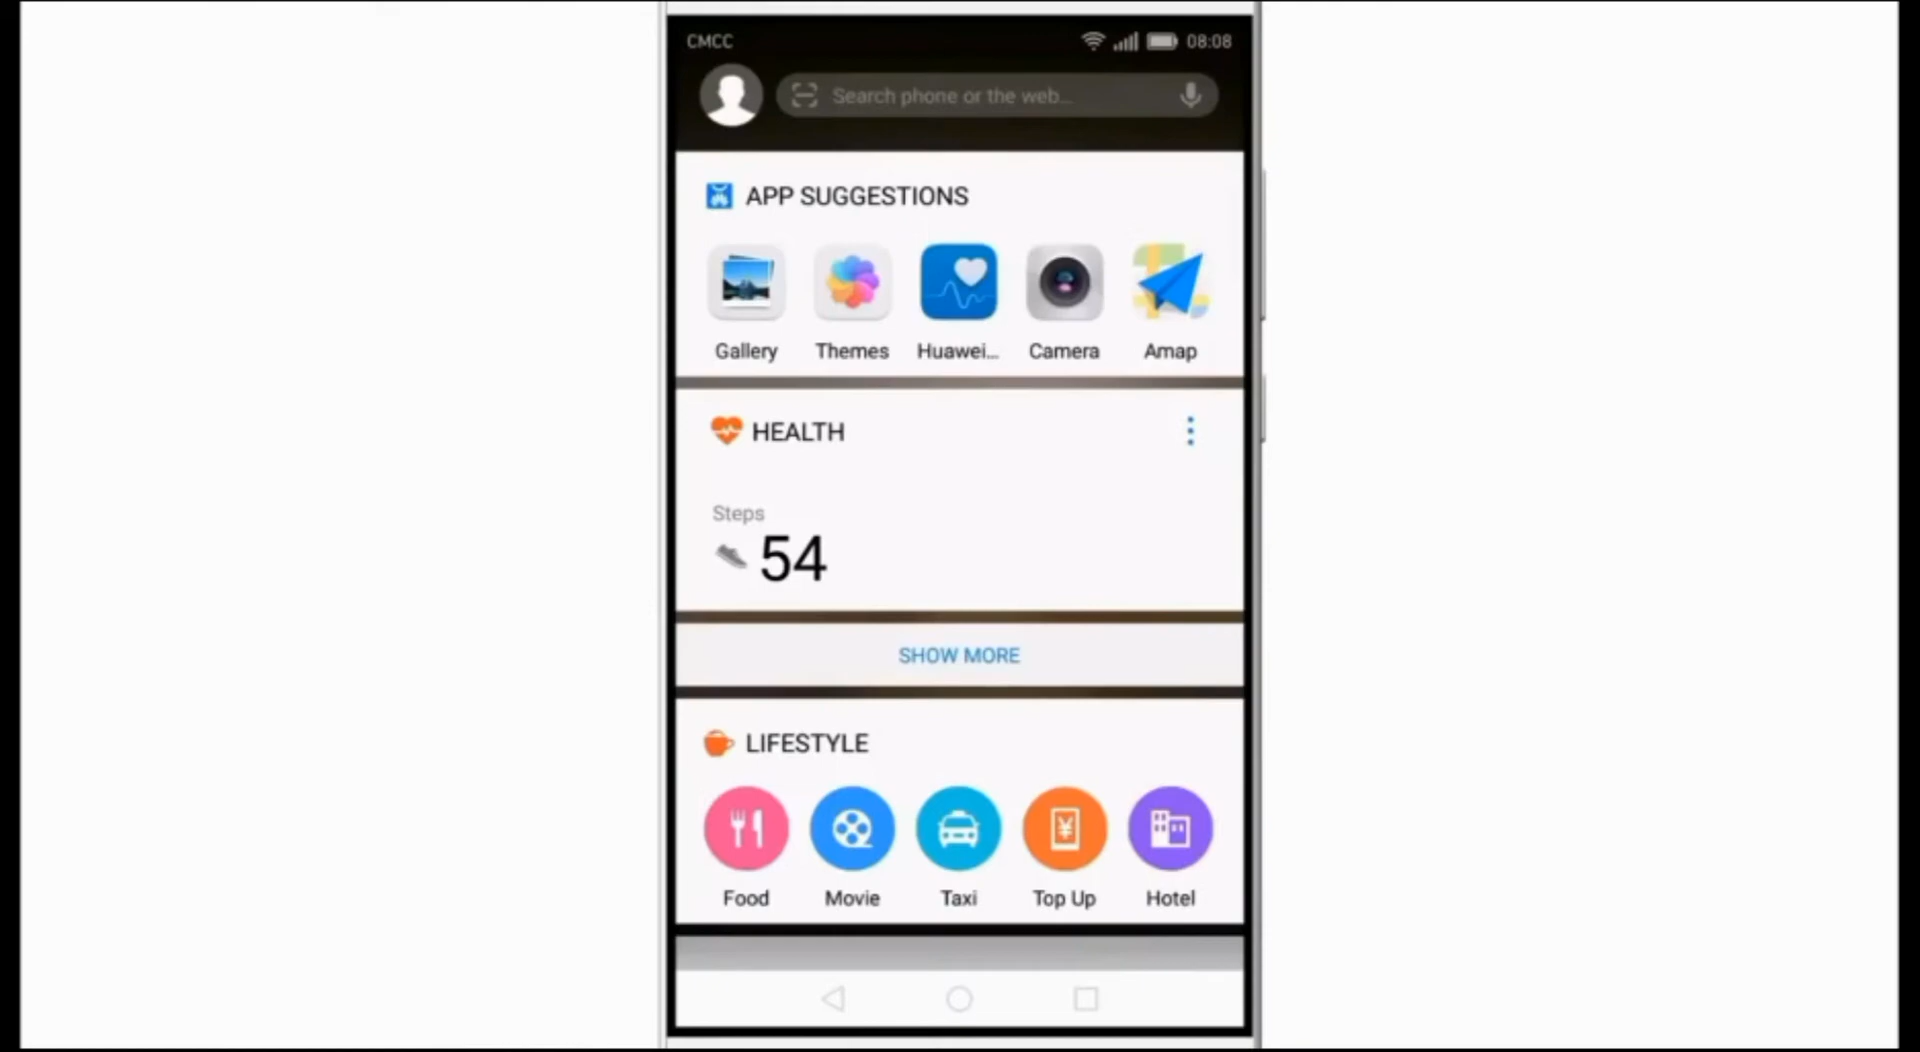 CMCC 08:08
Search phone or the web...
APP SUGGESTIONS
Gallery Themes Huawei... Camera Amap
HEALTH
Steps
54
SHOW MORE
LIFESTYLE
¥
Food Movie Taxi Top Up Hotel